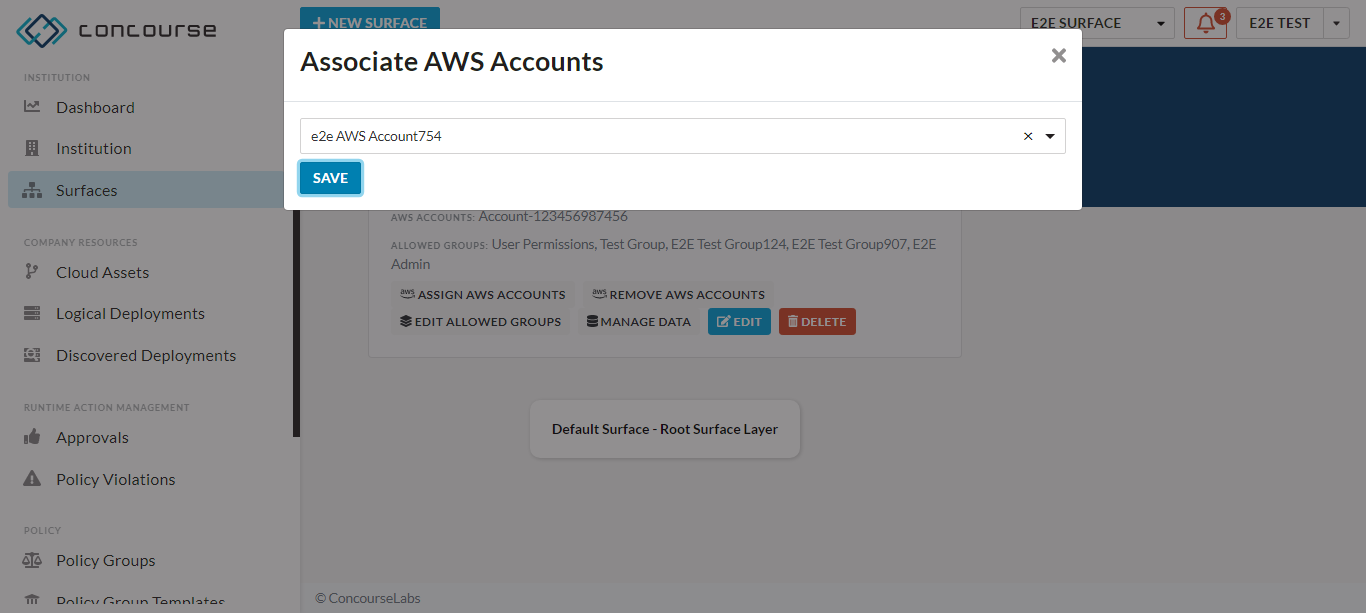 concourse
+ NEW SURFACE
E2E SURFACE
3
E2E TEST
Associate AWS Accounts
×
e2e AWS Account754
×
SAVE
INSTITUTION
Dashboard
Institution
Surfaces
COMPANY RESOURCES
Cloud Assets
Logical Deployments
Discovered Deployments
RUNTIME ACTION MANAGEMENT
Approvals
Policy Violations
POLICY
Policy Groups
Policy Group Templates
AWS ACCOUNTS: Account-123456987456
ALLOWED GROUPS: User Permissions, Test Group, E2E Test Group124, E2E Test Group907, E2E
Admin
aws ASSIGN AWS ACCOUNTS
aws REMOVE AWS ACCOUNTS
EDIT ALLOWED GROUPS
MANAGE DATA
EDIT
DELETE
Default Surface - Root Surface Layer
© ConcourseLabs